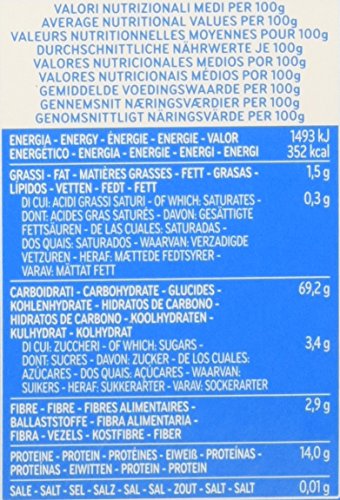 VALORI NUTRIZIONALI MEDI PER 100g
AVERAGE NUTRITIONAL VALUES PER 100g
VALEURS NUTRITIONNELLES MOYENNES POUR 100g
DURCHSCHNITTLICHE NÄHRWERTE JE 100g
VALORES NUTRICIONALES MEDIOS POR 100g
VALORES NUTRICIONAIS MÉDIOS POR 100g
GEMIDDELDE VOEDINGSWAARDE PER 100g
GENNEMSNIT NÆRINGSVÆRDIER PER 100g
GENOMSNITTLIGT NÄRINGSVÄRDE PER 100g
ENERGIA - ENERGY - ÉNERGIE - ENERGIE - VALOR 1493 kJ
ENERGÉTICO - ENERGIA - ENERGIE - ENERGI - ENERGI 352 kcal
GRASSI - FAT - MATIÈRES GRASSES - FETT - GRASAS - 1,5 g
LÍPIDOS - VETTEN - FEDT - FETT
DI CUI: ACIDI GRASSI SATURI - OF WHICH: SATURATES - 0,3 g
DONT: ACIDES GRAS SATURÉS - DAVON: GESÄTTIGTE
FETTSÄUREN - DE LAS CUALES: SATURADAS -
DOS QUAIS: SATURADOS - WAARVAN: VERZADIGDE
VETZUREN - HERAF: MÆTTEDE FEDTSYRER -
VARAV: MÄTTAT FETT
CARBOIDRATI - CARBOHYDRATE - GLUCIDES - 69,2 g
KOHLENHYDRATE - HIDRATOS DE CARBONO -
HIDRATOS DE CARBONO - KOOLHYDRATEN -
KULHYDRAT - KOLHYDRAT
DI CUI: ZUCCHERI - OF WHICH: SUGARS - 3,4 g
DONT: SUCRES - DAVON: ZUCKER - DE LOS CUALES:
AZÚCARES - DOS QUAIS: AÇÚCARES - WAARVAN:
SUIKERS - HERAF: SUKKERARTER - VARAV: SOCKERARTER
FIBRE - FIBRE - FIBRES ALIMENTAIRES - 2,9 g
BALLASTSTOFFE - FIBRA ALIMENTARIA -
FIBRA - VEZELS - KOSTFIBRE - FIBER
PROTEINE - PROTEIN - PROTÉINES - EIWEIß - PROTEÍNAS - 14,0 g
PROTEÍNAS - EIWITTEN - PROTEIN - PROTEIN
SALE - SALT - SEL - SALZ - SAL - SAL - ZOUT - SALT - SALT 0,01 g